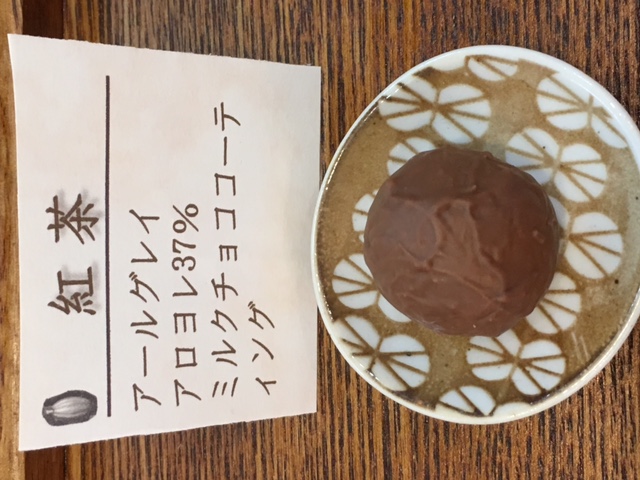 紅茶
アールグレイ
アロヨレ37%
ミルクチョココーテ
ィング